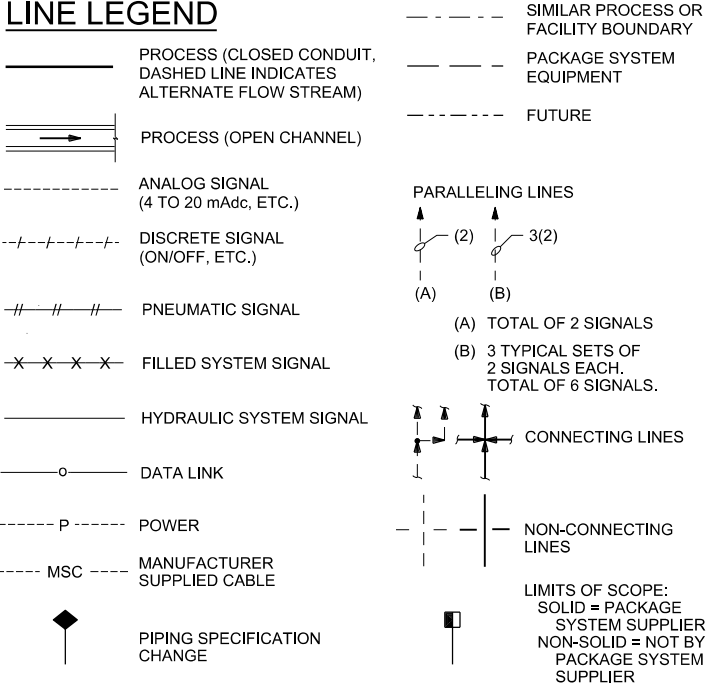 LINE LEGEND
PROCESS (CLOSED CONDUIT,
DASHED LINE INDICATES
ALTERNATE FLOW STREAM)
PROCESS (OPEN CHANNEL)
ANALOG SIGNAL
(4 TO 20 mAdc, ETC.)
DISCRETE SIGNAL
(ON/OFF, ETC.)
PNEUMATIC SIGNAL
X X X X FILLED SYSTEM SIGNAL
HYDRAULIC SYSTEM SIGNAL
o DATA LINK
P POWER
MSC MANUFACTURER
SUPPLIED CABLE
PIPING SPECIFICATION
CHANGE
SIMILAR PROCESS OR
FACILITY BOUNDARY
PACKAGE SYSTEM
EQUIPMENT
FUTURE
PARALLELING LINES
(2) 3(2)
(A) (B)
(A) TOTAL OF 2 SIGNALS
(B) 3 TYPICAL SETS OF
2 SIGNALS EACH.
TOTAL OF 6 SIGNALS.
CONNECTING LINES
NON-CONNECTING
LINES
LIMITS OF SCOPE:
SOLID = PACKAGE
SYSTEM SUPPLIER
NON-SOLID = NOT BY
PACKAGE SYSTEM
SUPPLIER